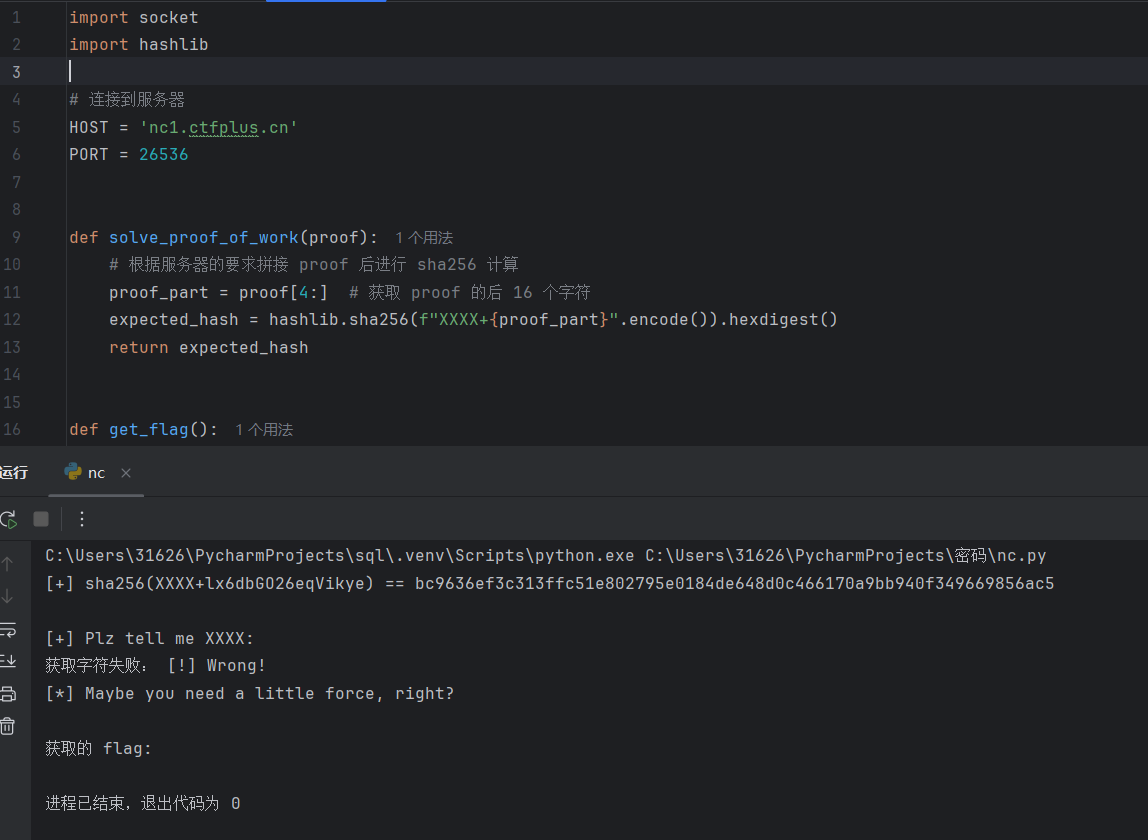 1 import socket
2 import hashlib
3
4 # 连接到服务器
5 HOST = 'nc1.ctfplus.cn'
6 PORT = 26536
7
8
9 def solve_proof_of_work(proof): 1 个用法
10 # 根据服务器的要求拼接 proof 后进行 sha256 计算
11 proof_part = proof[4:] # 获取 proof 的后 16 个字符
12 expected_hash = hashlib.sha256(f"XXXX+{proof_part}".encode()).hexdigest()
13 return expected_hash
14
15
16 def get_flag(): 1 个用法
运行 nc
C:\Users\31626\PycharmProjects\sql\.venv\Scripts\python.exe C:\Users\31626\PycharmProjects\密码\nc.py
[+] sha256(XXXX+lx6dbGO26eqVikye) == bc9636ef3c313ffc51e802795e0184de648d0c466170a9bb940f349669856ac5
[+] Plz tell me XXXX:
获取字符失败： [!] Wrong!
[*] Maybe you need a little force, right?
获取的 flag:
进程已结束，退出代码为 0